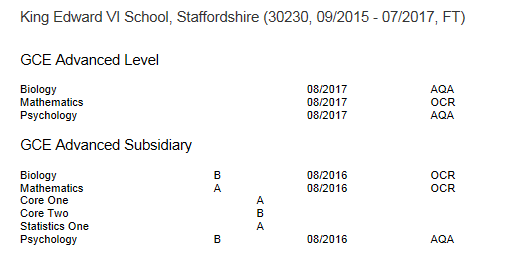 King Edward VI School, Staffordshire (30230, 09/2015 - 07/2017, FT)
GCE Advanced Level
Biology 08/2017 AQA
Mathematics 08/2017 OCR
Psychology 08/2017 AQA
GCE Advanced Subsidiary
Biology B 08/2016 OCR
Mathematics A 08/2016 OCR
Core One A
Core Two B
Statistics One A
Psychology B 08/2016 AQA